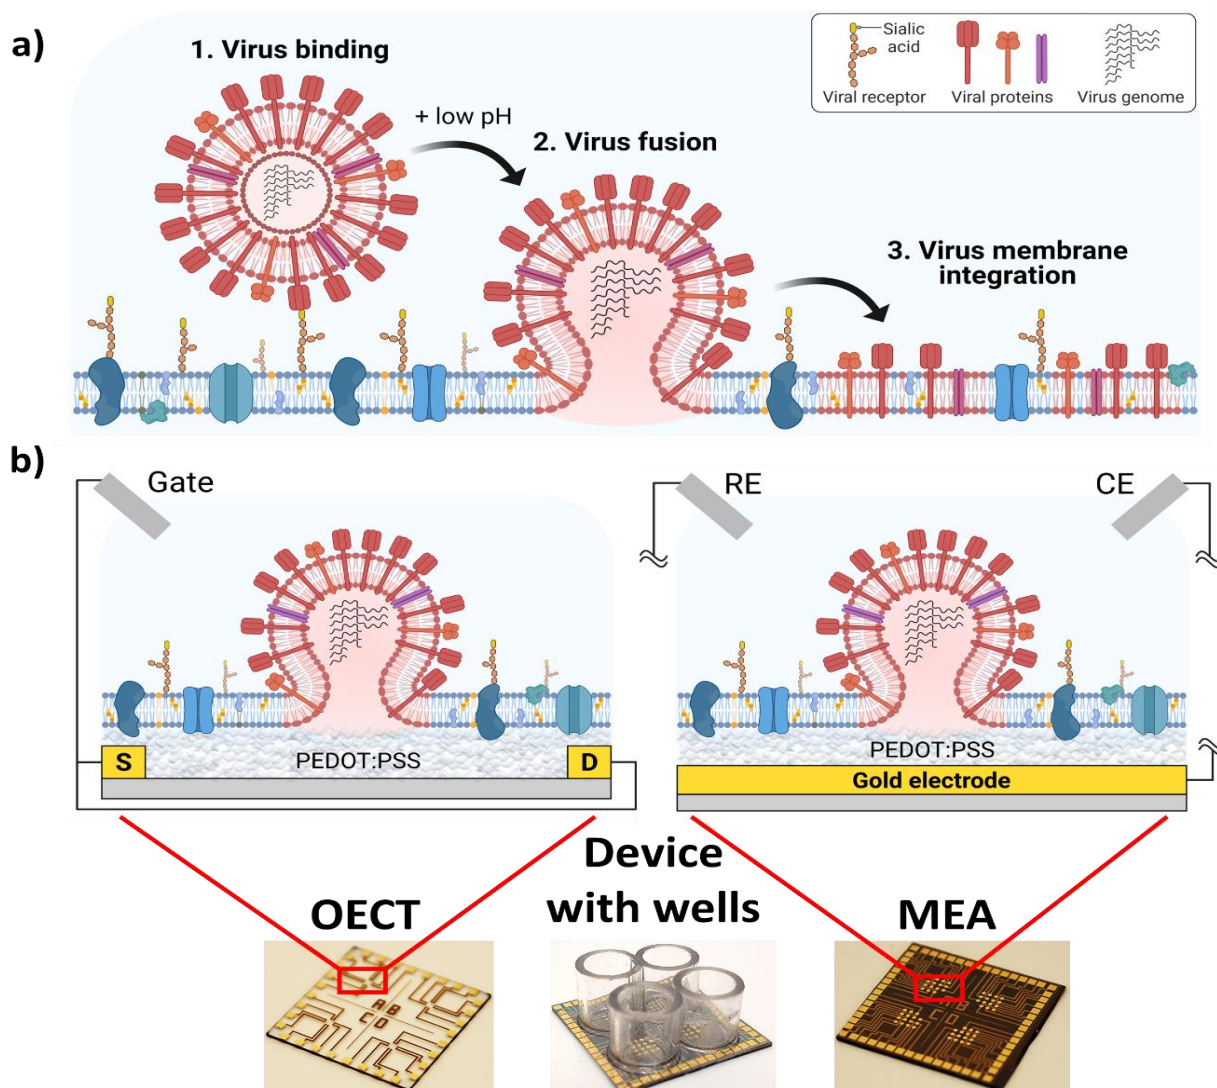 a)
1. Virus binding
+ low pH
2. Virus fusion
3. Virus membrane
integration
Sialic
acid
Viral receptor
Viral proteins
Virus genome
b)
Gate
S
PEDOT:PSS
D
RE
CE
PEDOT:PSS
Gold electrode
OECT
Device
with wells
MEA
A B
C D